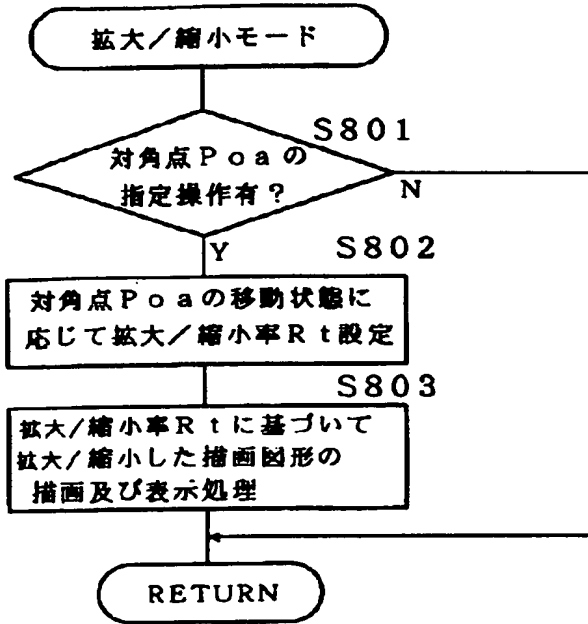 拡大／縮小モード
S801
対角点Poaの
指定操作有？
N
Y
S802
対角点Poaの移動状態に
応じて拡大／縮小率Rt設定
S803
拡大/縮小率Rtに基づいて
拡大/縮小した描画図形の
描画及び表示処理
RETURN